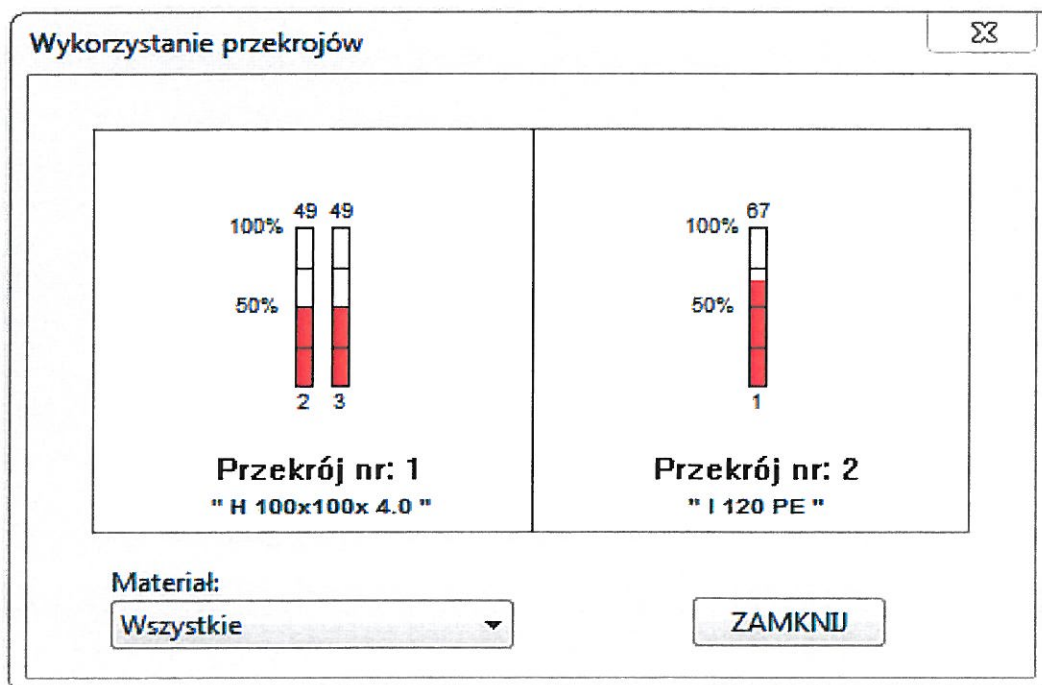 Wykorzystanie przekrojów
49 49
100%
50%
2 3
Przekrój nr: 1
" H 100x100x 4.0 "
67
100%
50%
1
Przekrój nr: 2
" I 120 PE "
Materiał:
Wszystkie
ZAMKNIJ